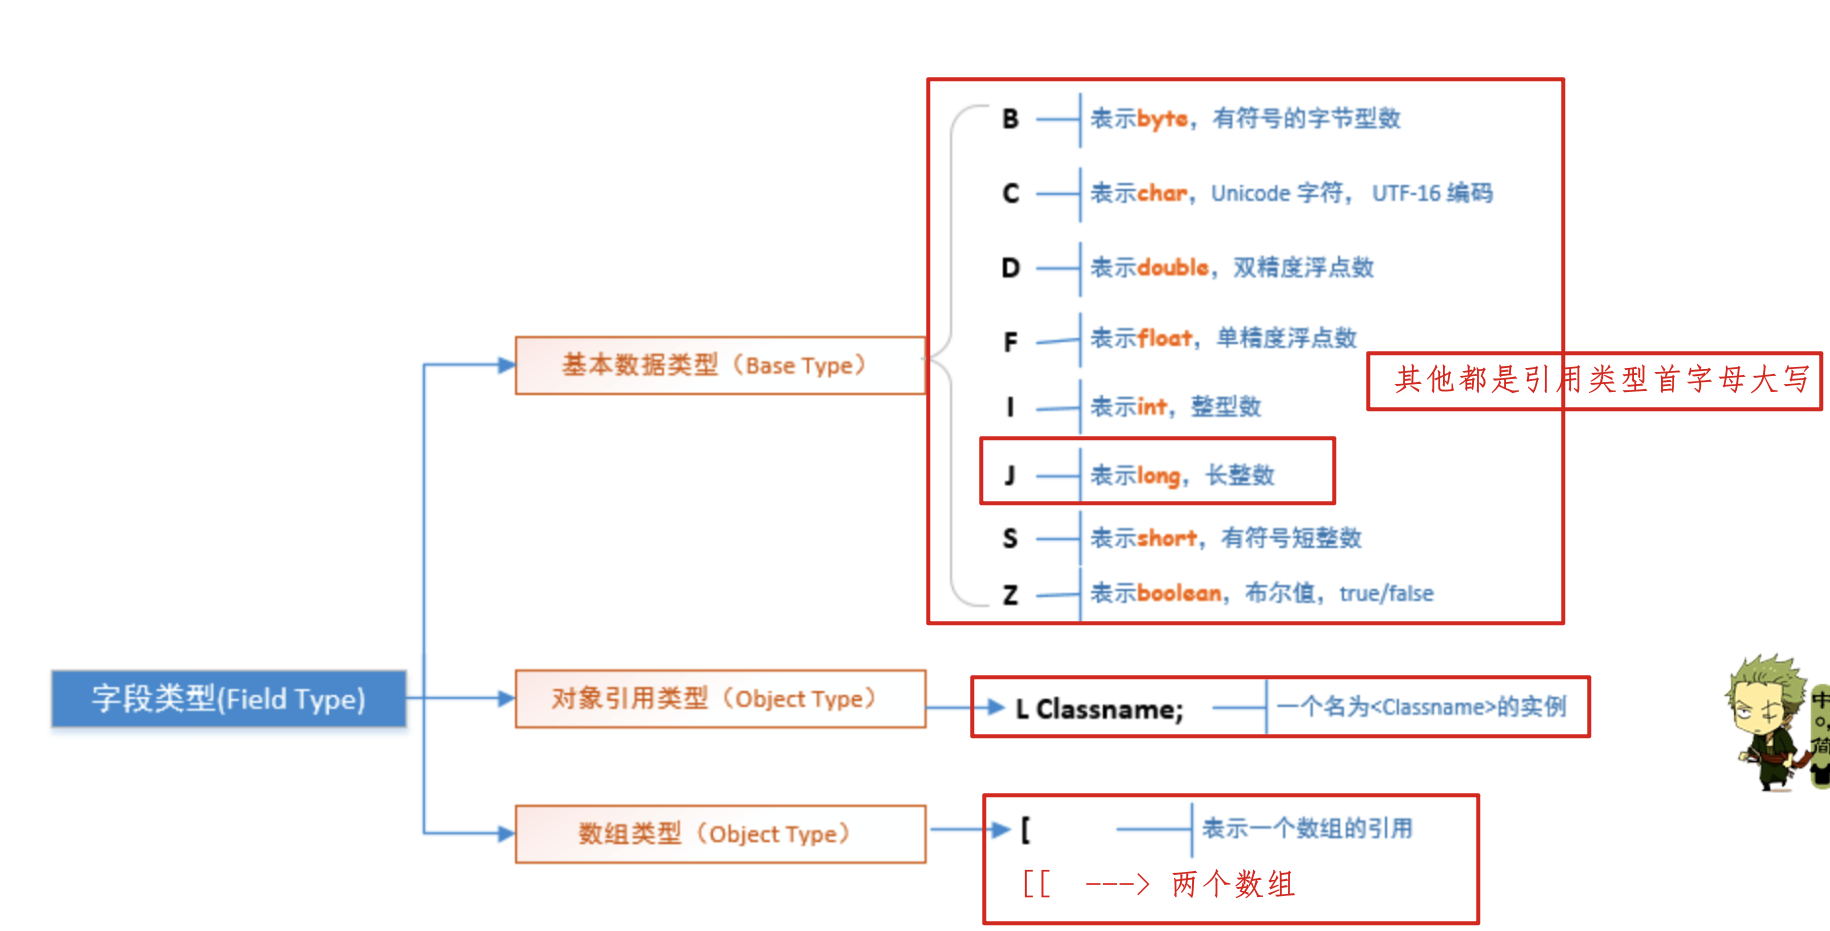 B 表示byte，有符号的字节型数
C 表示char，Unicode 字符， UTF-16 编码
D 表示double，双精度浮点数
F 表示float，单精度浮点数
其他都是引用类型首字母大写
基本数据类型（Base Type）
I 表示int，整型数
J 表示long，长整数
S 表示short，有符号短整数
Z 表示boolean，布尔值，true/false
字段类型(Field Type)
对象引用类型（Object Type）
L Classname; 一个名为<Classname>的实例
数组类型（Object Type）
[ 表示一个数组的引用
[[ ---> 两个数组
中
°，
简